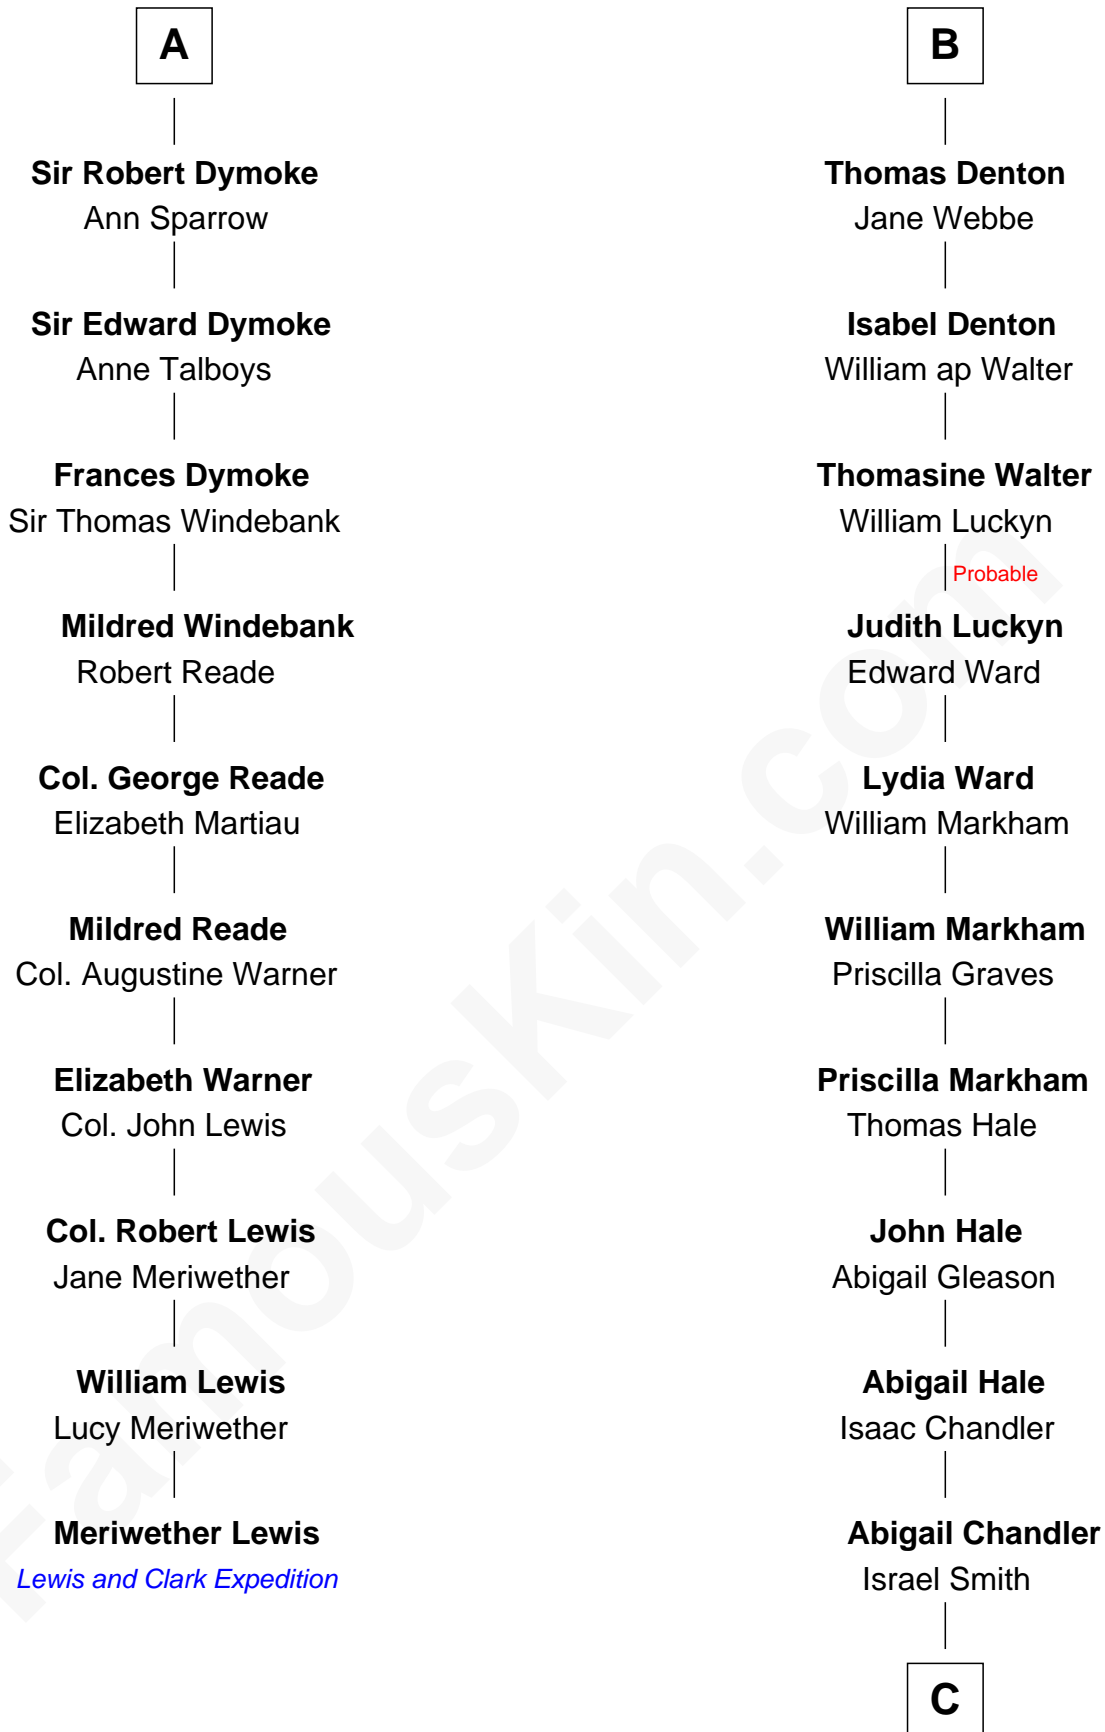 A
Sir Robert Dymoke
Ann Sparrow
Sir Edward Dymoke
Anne Talboys
Frances Dymoke
Sir Thomas Windebank
Mildred Windebank
Robert Reade
Col. George Reade
Elizabeth Martiau
Mildred Reade
Col. Augustine Warner
Elizabeth Warner
Col. John Lewis
Col. Robert Lewis
Jane Meriwether
William Lewis
Lucy Meriwether
Meriwether Lewis
Lewis and Clark Expedition
B
Thomas Denton
Jane Webbe
Isabel Denton
William ap Walter
Thomasine Walter
William Luckyn
Probable
Judith Luckyn
Edward Ward
Lydia Ward
William Markham
William Markham
Priscilla Graves
Priscilla Markham
Thomas Hale
John Hale
Abigail Gleason
Abigail Hale
Isaac Chandler
Abigail Chandler
Israel Smith
C
FamousKin.com